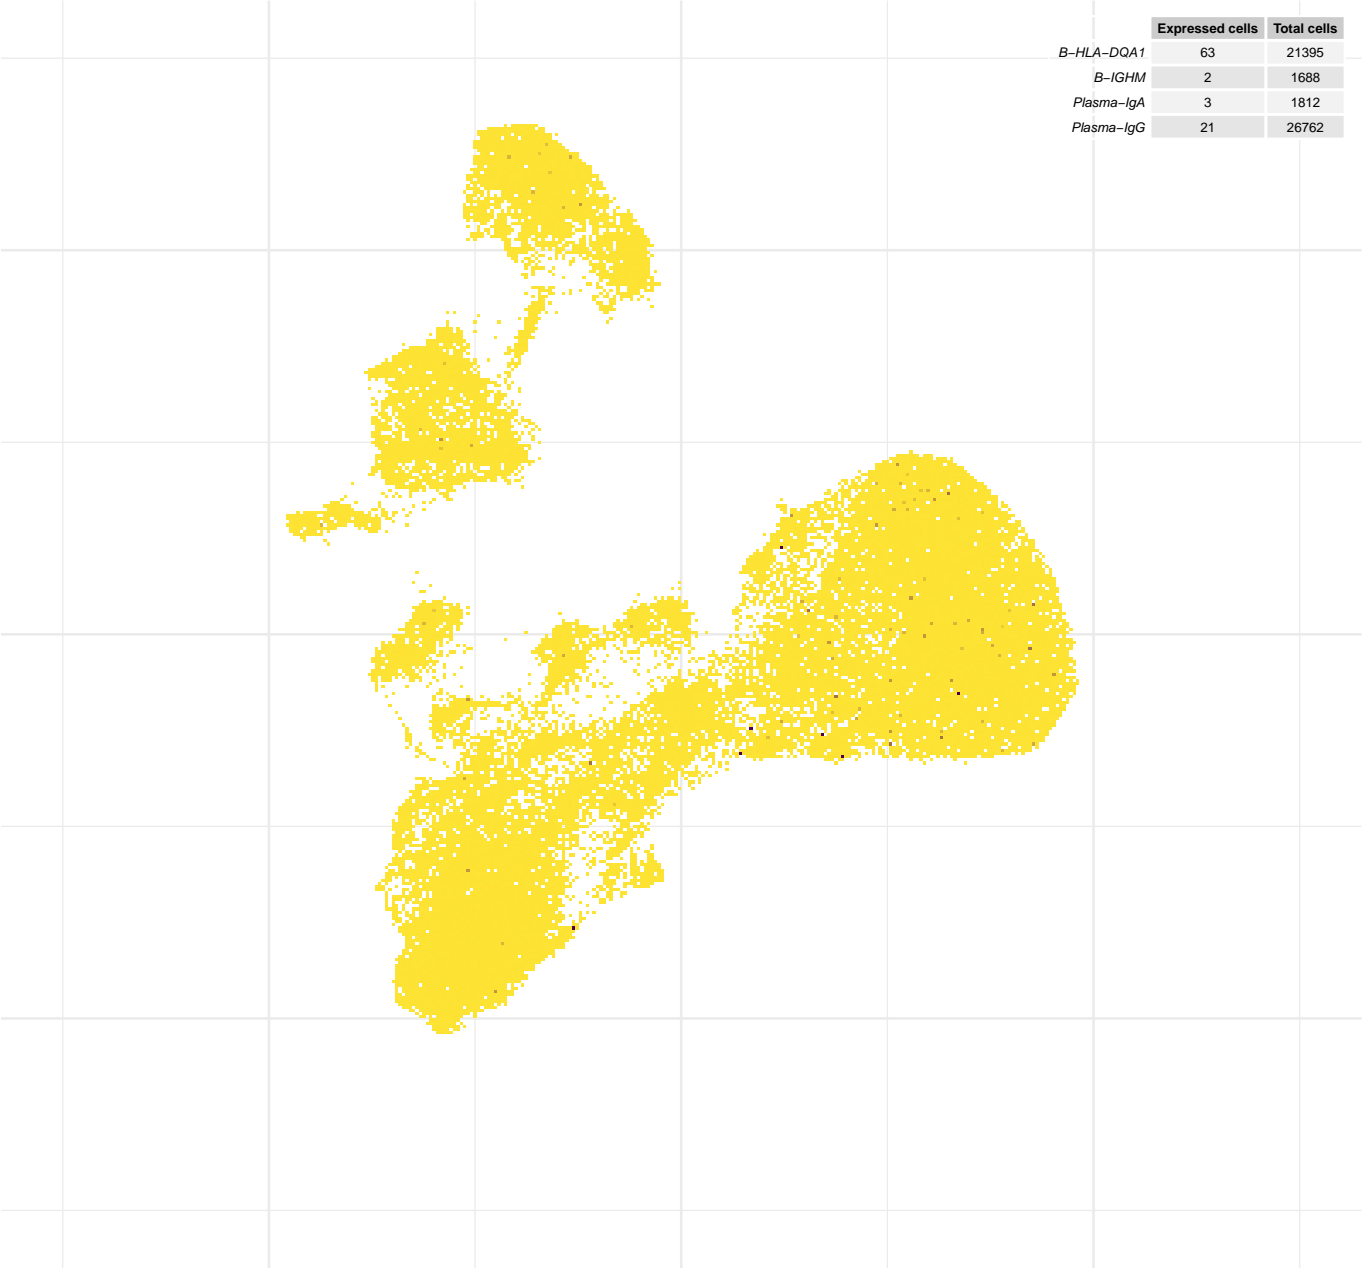 Expressed cells Total cells
B−HLA−DQA1 63 21395
B−IGHM 2 1688
Plasma−IgA 3 1812
Plasma−IgG 21 26762